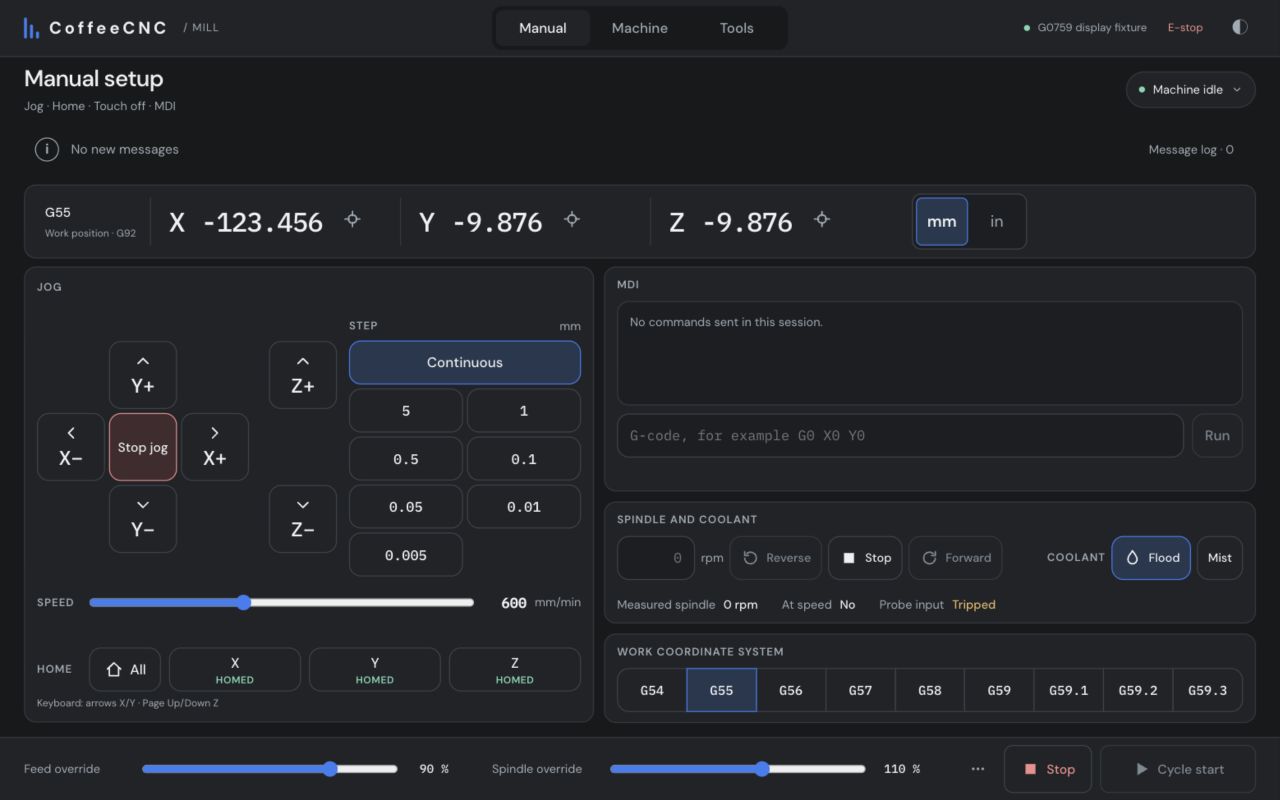 CoffeeCNC / MILL
Manual Machine Tools
G0759 display fixture E-stop
Manual setup
Jog · Home · Touch off · MDI
Machine idle
No new messages
Message log · 0
G55
Work position · G92
X -123.456
Y -9.876
Z -9.876
mm in
JOG
STEP mm
Continuous
5 1
0.5 0.1
0.05 0.01
0.005
Y+
Z+
X−
Stop jog
X+
Y−
Z−
SPEED 600 mm/min
HOME All
X HOMED
Y HOMED
Z HOMED
Keyboard: arrows X/Y · Page Up/Down Z
MDI
No commands sent in this session.
G-code, for example G0 X0 Y0
Run
SPINDLE AND COOLANT
0 rpm Reverse Stop Forward COOLANT Flood Mist
Measured spindle 0 rpm At speed No Probe input Tripped
WORK COORDINATE SYSTEM
G54 G55 G56 G57 G58 G59 G59.1 G59.2 G59.3
Feed override 90 % Spindle override 110 % ··· Stop Cycle start